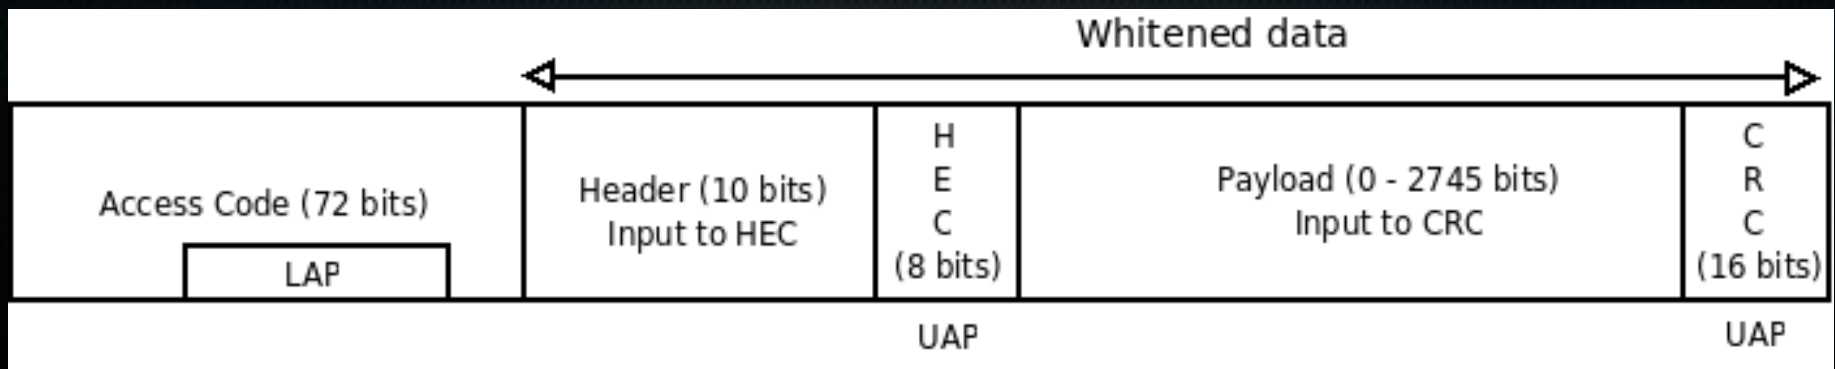 Whitened data
Access Code (72 bits)
LAP
Header (10 bits)
Input to HEC
H
E
C
(8 bits)
Payload (0 - 2745 bits)
Input to CRC
C
R
C
(16 bits)
UAP
UAP